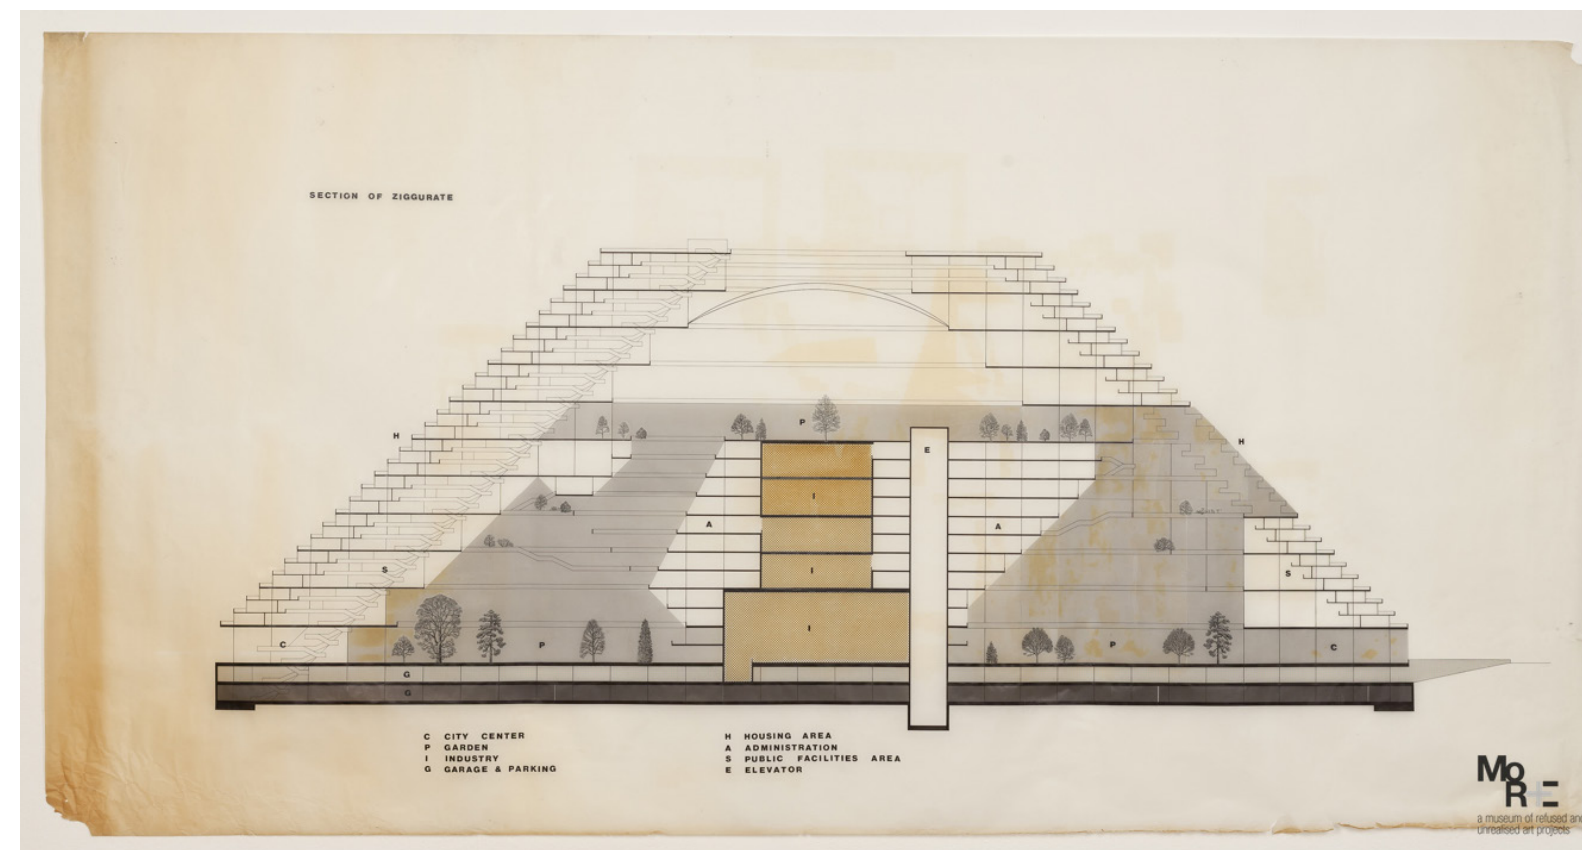 SECTION OF ZIGGURATE
P
H
H
E
I
A
A
I
S
S
I
C
P
P
C
G
G
C CITY CENTER
P GARDEN
I INDUSTRY
G GARAGE & PARKING
H HOUSING AREA
A ADMINISTRATION
S PUBLIC FACILITIES AREA
E ELEVATOR
MoRE
a museum of refused and
unrealised art projects